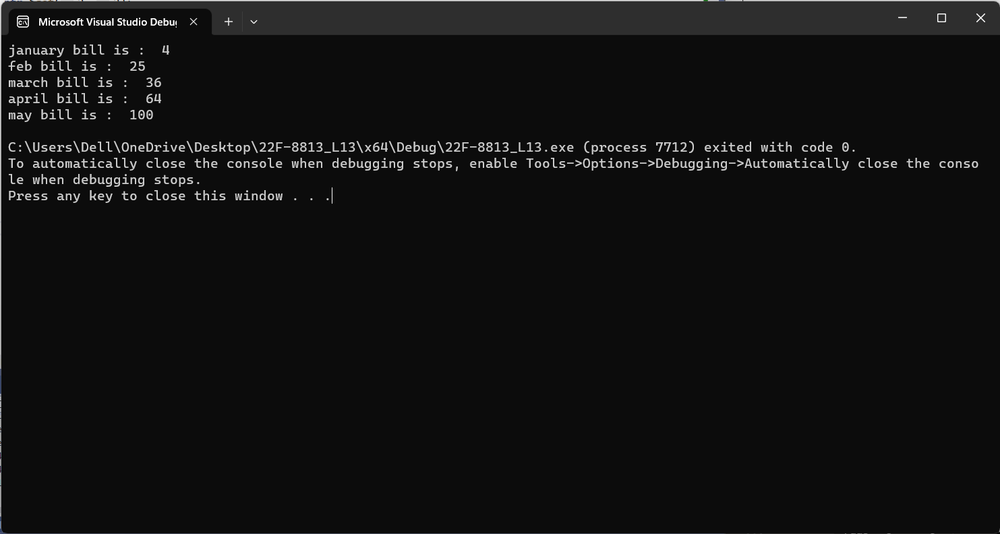 Microsoft Visual Studio Debug
january bill is :  4
feb bill is :  25
march bill is :  36
april bill is :  64
may bill is :  100
C:\Users\Dell\OneDrive\Desktop\22F-8813_L13\x64\Debug\22F-8813_L13.exe (process 7712) exited with code 0.
To automatically close the console when debugging stops, enable Tools->Options->Debugging->Automatically close the conso
le when debugging stops.
Press any key to close this window . . .